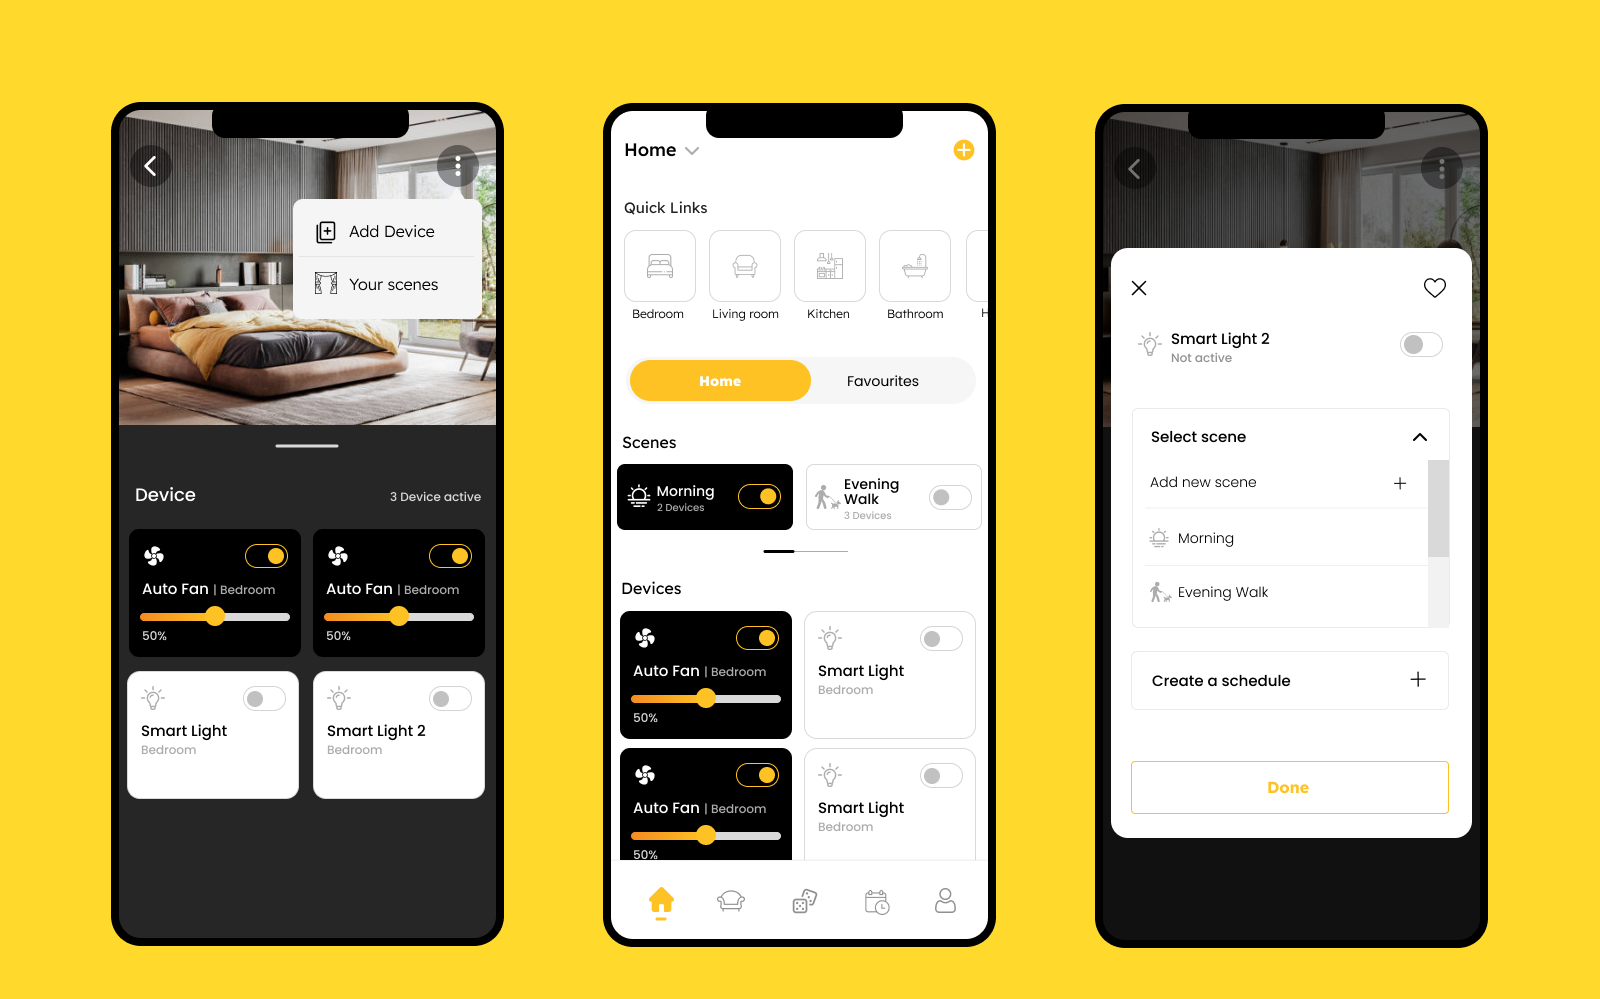 Add Device
Your scenes
Device
3 Device active
Auto Fan | Bedroom
50%
Auto Fan | Bedroom
50%
Smart Light
Bedroom
Smart Light 2
Bedroom
Home
Quick Links
Bedroom
Living room
Kitchen
Bathroom
H
Home
Favourites
Scenes
Morning
2 Devices
Evening
Walk
3 Devices
Devices
Auto Fan | Bedroom
50%
Smart Light
Bedroom
Auto Fan | Bedroom
50%
Smart Light
Bedroom
Smart Light 2
Not active
Select scene
Add new scene
Morning
Evening Walk
Create a schedule
Done